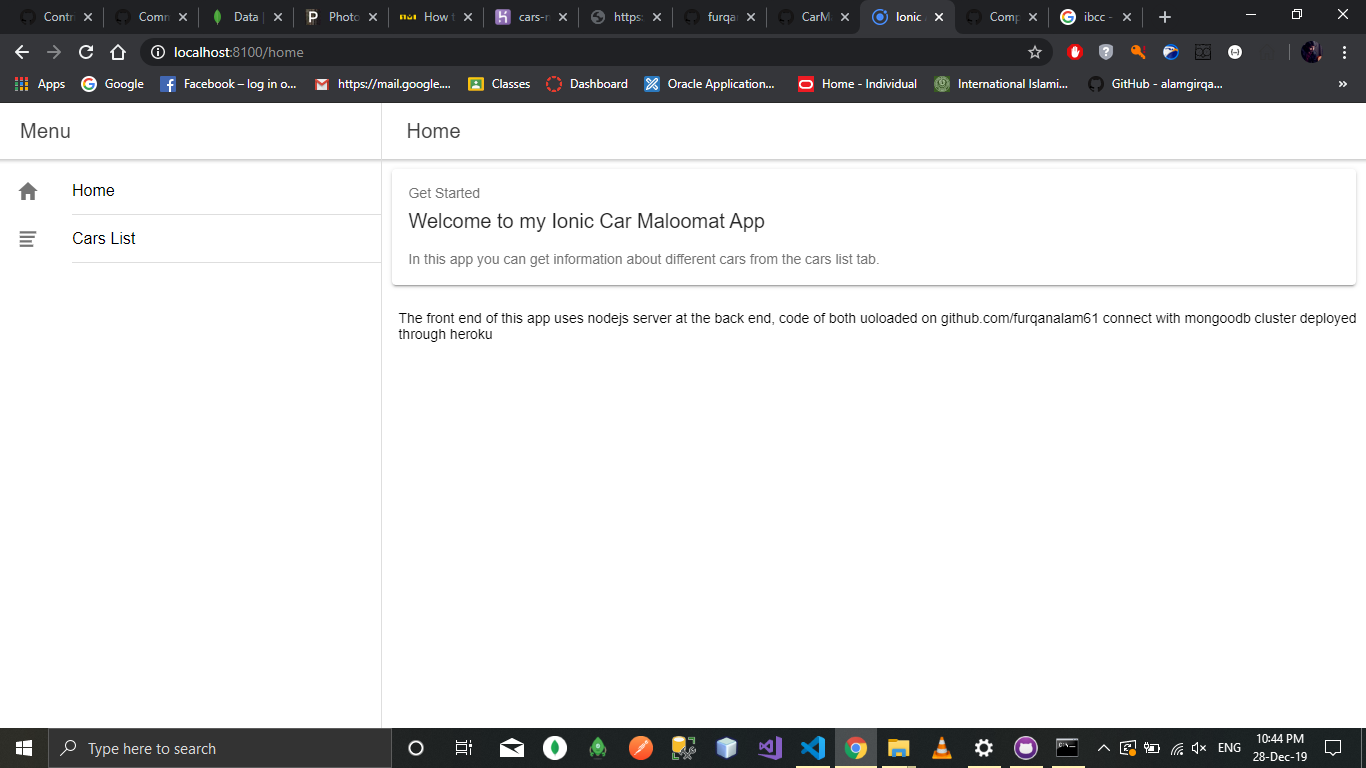 Contr
Comm
Data |
Photo
How t
cars-r
https:
furqa
CarMa
Ionic
Comp
ibcc -
localhost:8100/home
Apps
Google
Facebook – log in o...
https://mail.google....
Classes
Dashboard
Oracle Application...
Home - Individual
International Islami...
GitHub - alamgirqa...
»
Menu
Home
Home
Cars List
Get Started
Welcome to my Ionic Car Maloomat App
In this app you can get information about different cars from the cars list tab.
The front end of this app uses nodejs server at the back end, code of both uoloaded on github.com/furqanalam61 connect with mongoodb cluster deployed
through heroku
Type here to search
ENG
10:44 PM
28-Dec-19